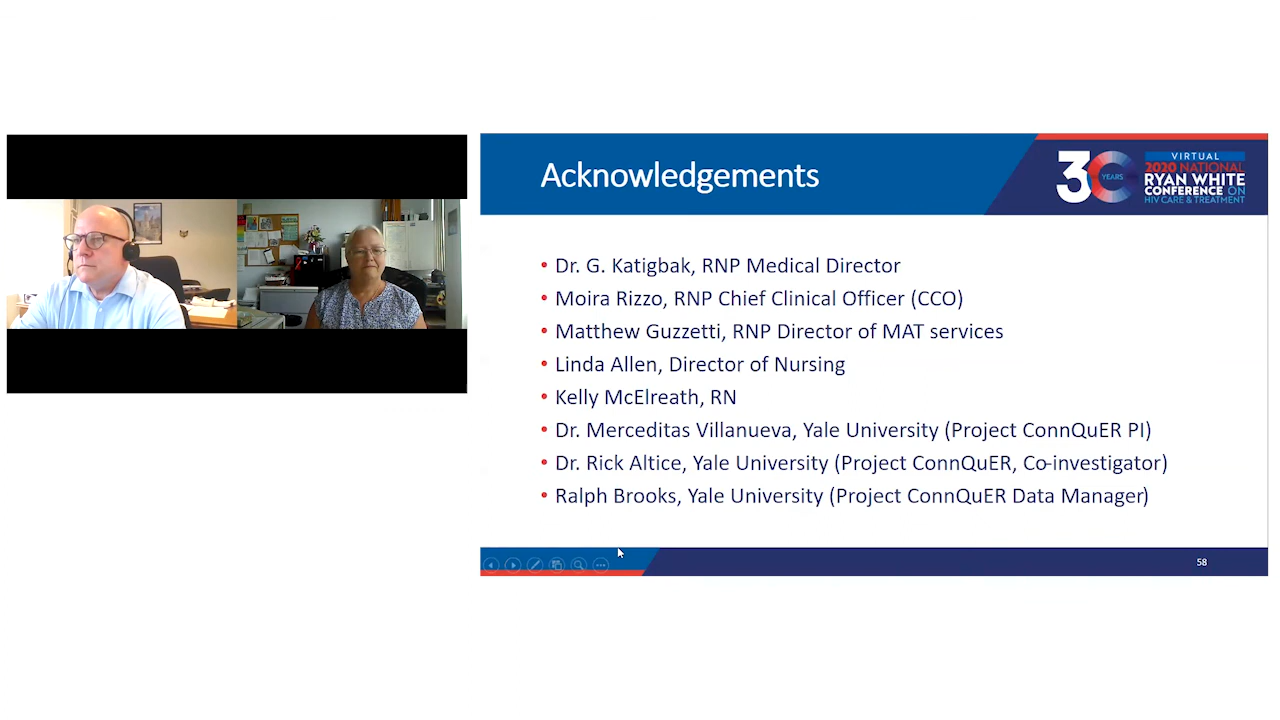 Acknowledgements
30 YEARS
VIRTUAL
2020 NATIONAL
RYAN WHITE
CONFERENCE ON
HIV CARE & TREATMENT
• Dr. G. Katigbak, RNP Medical Director
• Moira Rizzo, RNP Chief Clinical Officer (CCO)
• Matthew Guzzetti, RNP Director of MAT services
• Linda Allen, Director of Nursing
• Kelly McElreath, RN
• Dr. Merceditas Villanueva, Yale University (Project ConnQuER PI)
• Dr. Rick Altice, Yale University (Project ConnQuER, Co-investigator)
• Ralph Brooks, Yale University (Project ConnQuER Data Manager)
58